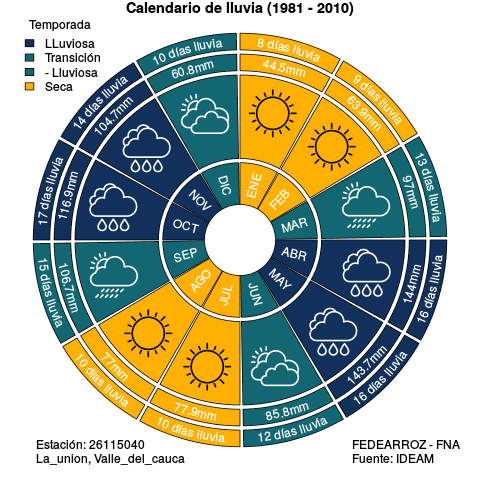 Calendario de lluvia (1981 - 2010)
Temporada
LLuviosa
Transición
- Lluviosa
Seca
8 días lluvia
44.5mm
ENE
9 días lluvia
63.9mm
FEB
13 días lluvia
97mm
MAR
16 días lluvia
144mm
ABR
16 días lluvia
143.7mm
MAY
12 días lluvia
85.8mm
JUN
10 días lluvia
77.9mm
JUL
10 días lluvia
77mm
AGO
15 días lluvia
106.7mm
SEP
17 días lluvia
116.9mm
OCT
14 días lluvia
104.7mm
NOV
10 días lluvia
60.8mm
DIC
Estación: 26115040
La_union, Valle_del_cauca
FEDEARROZ - FNA
Fuente: IDEAM